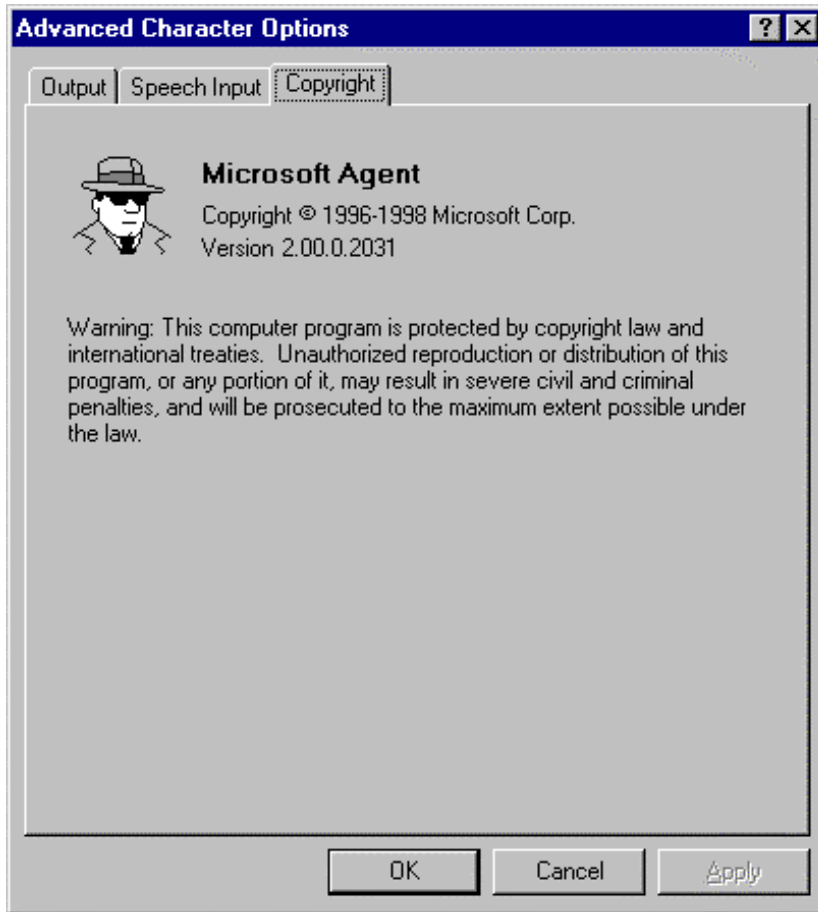 Advanced Character Options
Output
Speech Input
Copyright
Microsoft Agent
Copyright © 1996-1998 Microsoft Corp.
Version 2.00.0.2031
Warning: This computer program is protected by copyright law and
international treaties.  Unauthorized reproduction or distribution of this
program, or any portion of it, may result in severe civil and criminal
penalties, and will be prosecuted to the maximum extent possible under
the law.
OK
Cancel
Apply